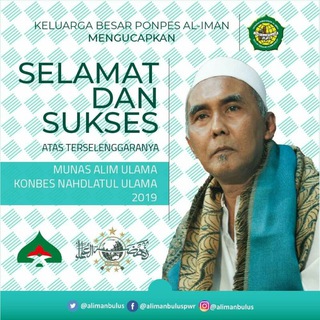 KELUARGA BESAR PONPES AL-IMAN
MENGUCAPKAN
SELAMAT
DAN
SUKSES
ATAS TERSELENGGARANYA
MUNAS ALIM ULAMA
KONBES NAHDLATUL ULAMA
2019
@alimanbulus @alimanbuluspwr @alimanbulus